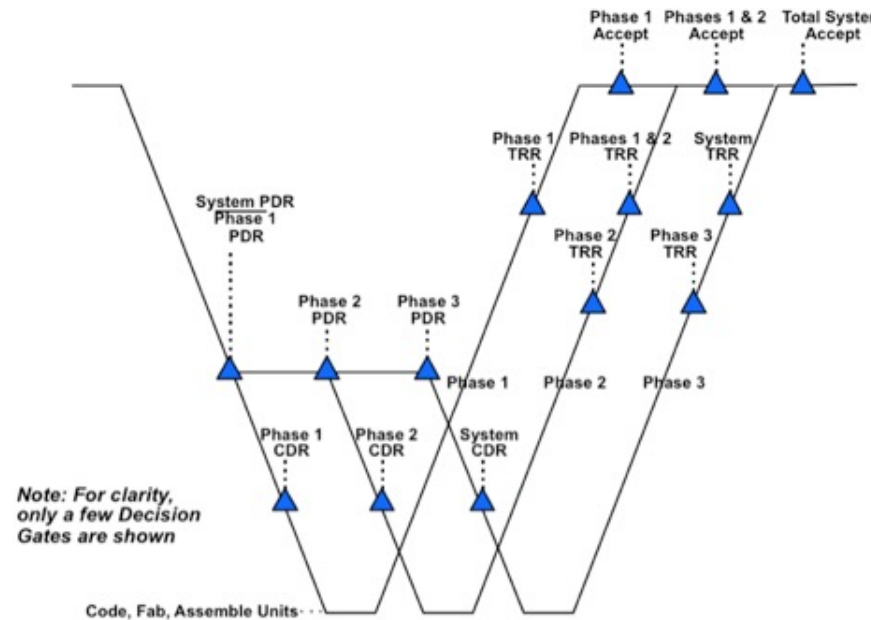 Phase 1
Accept
Phases 1 & 2
Accept
Total System
Accept
Phase 1
TRR
Phases 1 & 2
TRR
System
TRR
System PDR
Phase 1
PDR
Phase 2
TRR
Phase 3
TRR
Phase 2
PDR
Phase 3
PDR
Phase 1
Phase 2
Phase 3
Phase 1
CDR
Phase 2
CDR
System
CDR
Note: For clarity,
only a few Decision
Gates are shown
Code, Fab, Assemble Units